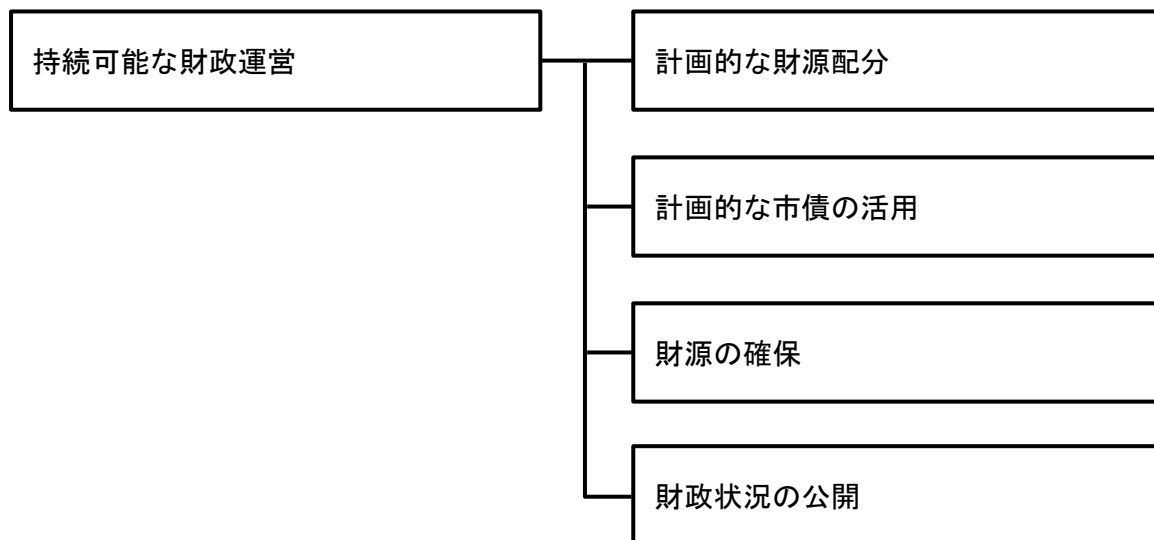 持続可能な財政運営
計画的な財源配分
計画的な市債の活用
財源の確保
財政状況の公開